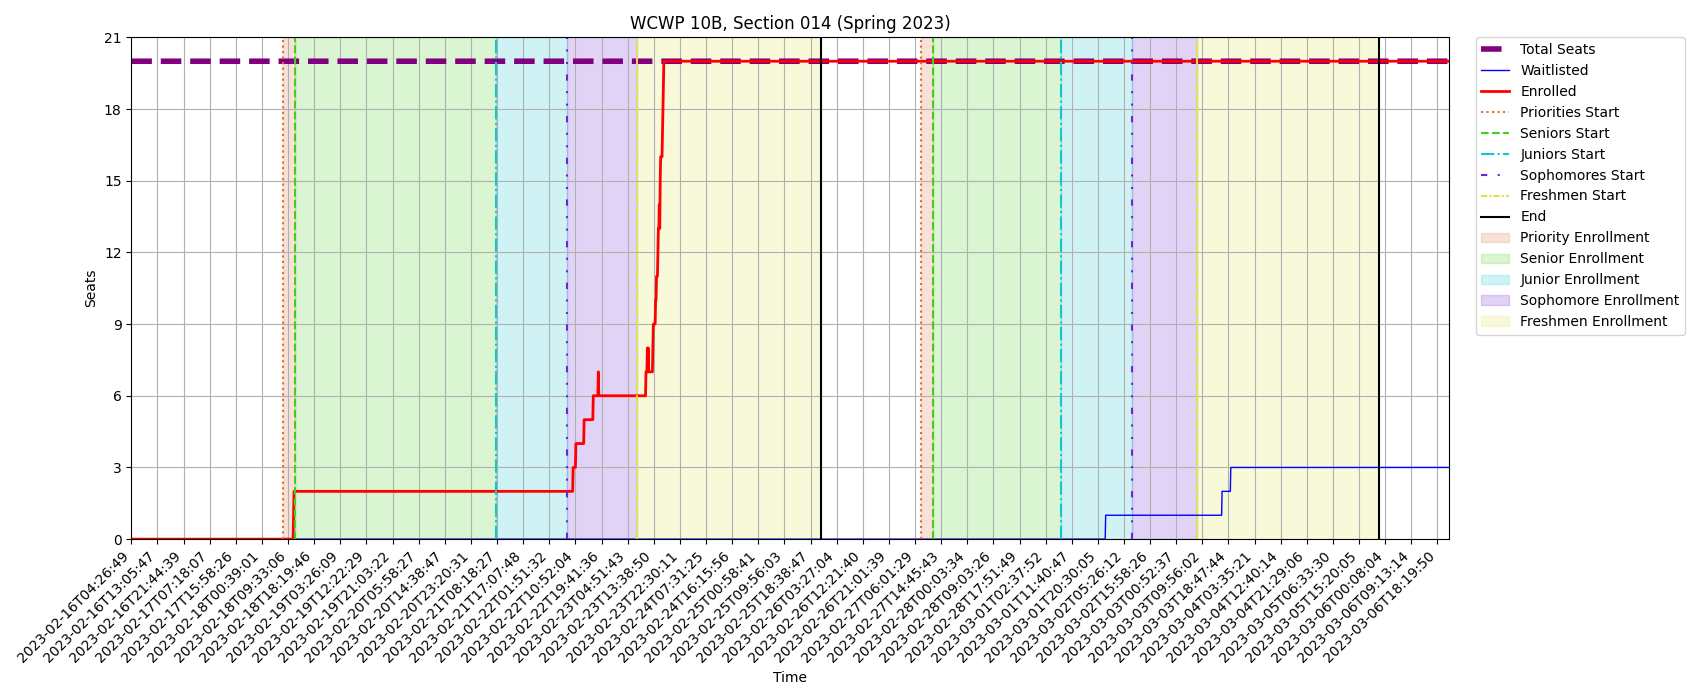 WCWP 10B, Section 014 (Spring 2023)
Seats
21
18
15
12
9
6
3
0
2023-02-16T04:26:49
2023-02-16T13:05:47
2023-02-16T21:44:39
2023-02-17T07:18:07
2023-02-17T15:58:26
2023-02-18T00:39:01
2023-02-18T09:33:06
2023-02-18T18:19:46
2023-02-19T03:26:09
2023-02-19T12:22:29
2023-02-19T21:03:22
2023-02-20T05:58:27
2023-02-20T14:38:47
2023-02-20T23:20:31
2023-02-21T08:18:27
2023-02-21T17:07:48
2023-02-22T01:51:32
2023-02-22T10:52:04
2023-02-22T19:41:36
2023-02-23T04:51:43
2023-02-23T13:38:50
2023-02-23T22:30:11
2023-02-24T07:31:25
2023-02-24T16:15:56
2023-02-25T00:58:41
2023-02-25T09:56:03
2023-02-25T18:38:47
2023-02-26T03:27:04
2023-02-26T12:21:40
2023-02-26T21:01:39
2023-02-27T06:01:29
2023-02-27T14:45:43
2023-02-28T00:03:34
2023-02-28T09:03:26
2023-02-28T17:51:49
2023-03-01T02:37:52
2023-03-01T11:40:47
2023-03-01T20:30:05
2023-03-02T05:26:12
2023-03-02T15:58:26
2023-03-03T00:52:37
2023-03-03T09:56:02
2023-03-03T18:47:44
2023-03-04T03:35:21
2023-03-04T12:40:14
2023-03-04T21:29:06
2023-03-05T06:33:30
2023-03-05T15:20:05
2023-03-06T00:08:04
2023-03-06T09:13:14
2023-03-06T18:19:50
Time
Total Seats
Waitlisted
Enrolled
Priorities Start
Seniors Start
Juniors Start
Sophomores Start
Freshmen Start
End
Priority Enrollment
Senior Enrollment
Junior Enrollment
Sophomore Enrollment
Freshmen Enrollment